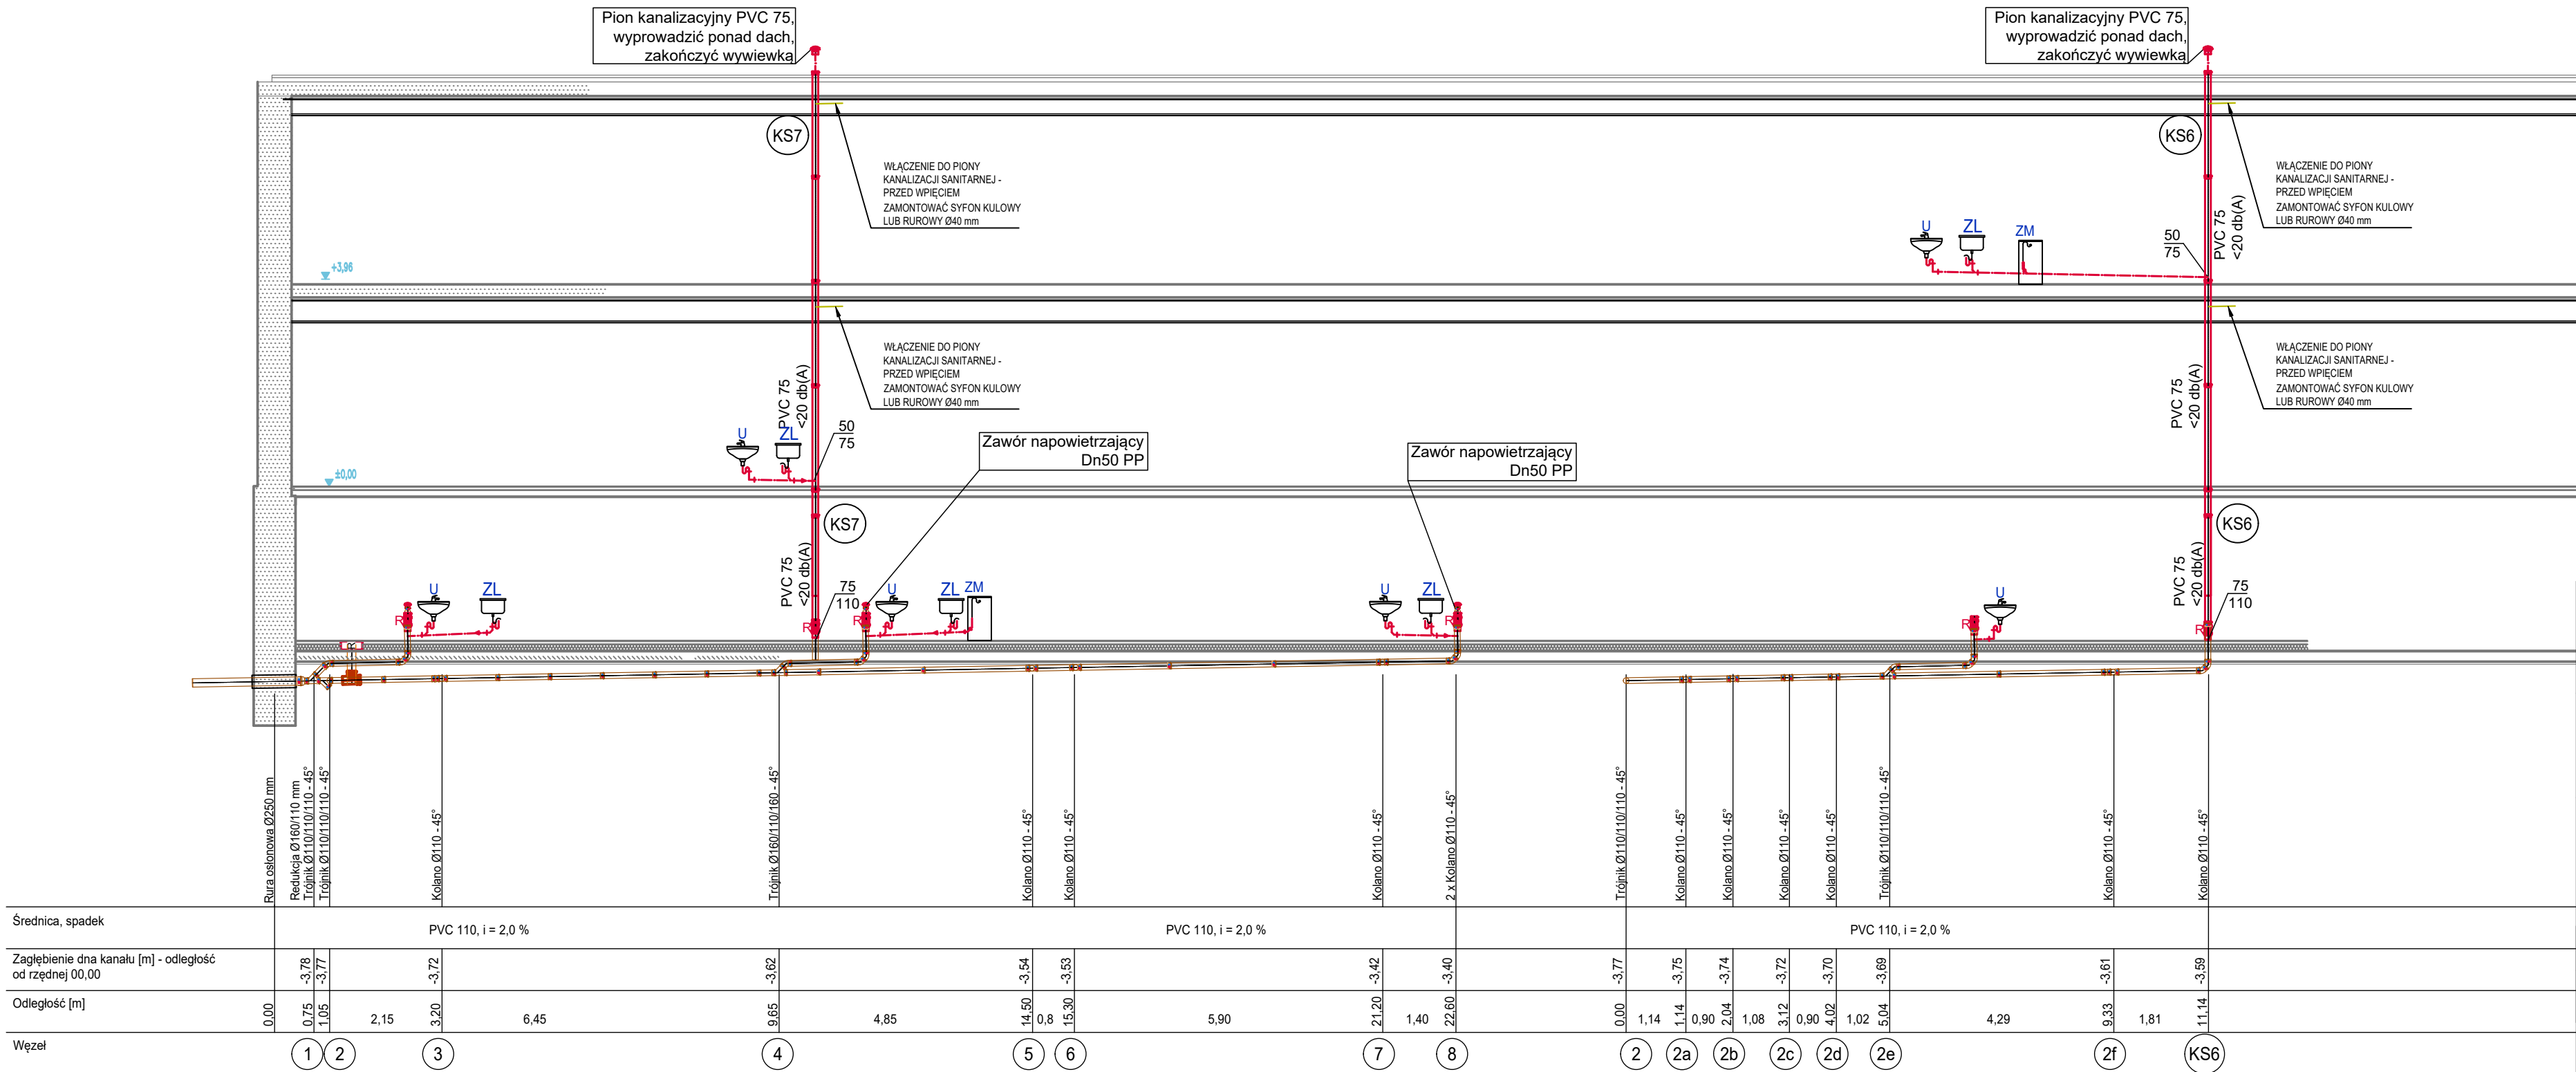 Pion kanalizacyjny PVC 75,
wyprowadzić ponad dach,
zakończyć wywiewką
Pion kanalizacyjny PVC 75,
wyprowadzić ponad dach,
zakończyć wywiewką
KS7
KS6
WŁĄCZENIE DO PIONY
KANALIZACJI SANITARNEJ -
PRZED WPIĘCIEM
ZAMONTOWAĆ SYFON KULOWY
LUB RUROWY Ø40 mm
WŁĄCZENIE DO PIONY
KANALIZACJI SANITARNEJ -
PRZED WPIĘCIEM
ZAMONTOWAĆ SYFON KULOWY
LUB RUROWY Ø40 mm
PVC 75
<20 db(A)
U
ZL
ZM
50
75
+3,96
WŁĄCZENIE DO PIONY
KANALIZACJI SANITARNEJ -
PRZED WPIĘCIEM
ZAMONTOWAĆ SYFON KULOWY
LUB RUROWY Ø40 mm
WŁĄCZENIE DO PIONY
KANALIZACJI SANITARNEJ -
PRZED WPIĘCIEM
ZAMONTOWAĆ SYFON KULOWY
LUB RUROWY Ø40 mm
PVC 75
<20 db(A)
PVC 75
<20 db(A)
U
ZL
50
75
Zawór napowietrzający
Dn50 PP
Zawór napowietrzający
Dn50 PP
±0,00
KS7
KS6
PVC 75
<20 db(A)
PVC 75
<20 db(A)
75
110
75
110
U
ZL
U
ZL
ZM
U
ZL
U
R
R
R
R
R
R
R
Rura osłonowa Ø250 mm
Redukcja Ø160/110 mm
Trójnik Ø110/110/110 - 45°
Trójnik Ø110/110/110 - 45°
Kolano Ø110 - 45°
Trójnik Ø160/110/160 - 45°
Kolano Ø110 - 45°
Kolano Ø110 - 45°
Kolano Ø110 - 45°
2 x Kolano Ø110 - 45°
Trójnik Ø110/110/110 - 45°
Kolano Ø110 - 45°
Kolano Ø110 - 45°
Kolano Ø110 - 45°
Kolano Ø110 - 45°
Trójnik Ø110/110/110 - 45°
Kolano Ø110 - 45°
Kolano Ø110 - 45°
Średnica, spadek
PVC 110, i = 2,0 %
PVC 110, i = 2,0 %
PVC 110, i = 2,0 %
Zagłębienie dna kanału [m] - odległość
od rzędnej 00,00
-3,78
-3,77
-3,72
-3,62
-3,54
-3,53
-3,42
-3,40
-3,77
-3,75
-3,74
-3,72
-3,70
-3,69
-3,61
-3,59
Odległość [m]
0,00
0,75
1,05
2,15
3,20
6,45
9,65
4,85
14,50
0,8
15,30
5,90
21,20
1,40
22,60
0,00
1,14
1,14
0,90
2,04
1,08
3,12
0,90
4,02
1,02
5,04
4,29
9,33
1,81
11,14
Węzeł
1
2
3
4
5
6
7
8
2
2a
2b
2c
2d
2e
2f
KS6